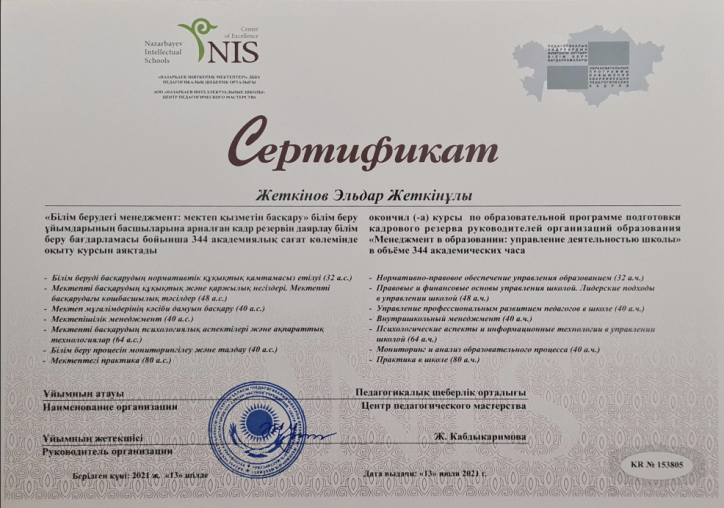 Nazarbayev
Intellectual
Schools
NIS
Center
of Excellence
«НАЗАРБАЕВ ЗИЯТКЕРЛІК МЕКТЕПТЕРІ» ДББҰ
ПЕДАГОГИКАЛЫҚ ШЕБЕРЛІК ОРТАЛЫҒЫ
АОО «НАЗАРБАЕВ ИНТЕЛЛЕКТУАЛЬНЫЕ ШКОЛЫ»
ЦЕНТР ПЕДАГОГИЧЕСКОГО МАСТЕРСТВА
Сертификат
Жеткінов Эльдар Жеткінұлы
«Білім берудегі менеджмент: мектеп қызметін басқару» білім беру
ұйымдарының басшыларына арналған кадр резервін даярлау білім
беру бағдарламасы бойынша 344 академиялық сағат көлемінде
оқыту курсын аяқтады
- Білім беруді басқарудың нормативтік құқықтық қамтамасыз етілуі (32 а.с.)
- Мектепті басқарудың құқықтық және қаржылық негіздері. Мектепті
басқарудағы көшбасшылық тәсілдер (48 а.с.)
- Мектеп мұғалімдерінің кәсіби дамуын басқару (40 а.с.)
- Мектепішілік менеджмент (40 а.с.)
- Мектепті басқарудың психологиялық аспектілері және ақпараттық
технологиялар (64 а.с.)
- Білім беру процесін мониторингілеу және талдау (40 а.с.)
- Мектептегі практика (80 а.с.)
окончил (-а) курсы по образовательной программе подготовки
кадрового резерва руководителей организаций образования
«Менеджмент в образовании: управление деятельностью школы»
в объёме 344 академических часа
- Нормативно-правовое обеспечение управления образованием (32 а.ч.)
- Правовые и финансовые основы управления школой. Лидерские подходы
в управлении школой (48 а.ч.)
- Управление профессиональным развитием педагогов в школе (40 а.ч.)
- Внутришкольный менеджмент (40 а.ч.)
- Психологические аспекты и информационные технологии в управлении
школой (64 а.ч.)
- Мониторинг и анализ образовательного процесса (40 а.ч.)
- Практика в школе (80 а.ч.)
Ұйымның атауы Педагогикалық шеберлік орталығы
Наименование организации Центр педагогического мастерства
Ұйымның жетекшісі Ж. Кабдыкаримова
Руководитель организации
Берілген күні: 2021 ж. «13» шілде
Дата выдачи: «13» июля 2021 г.
KR № 153805